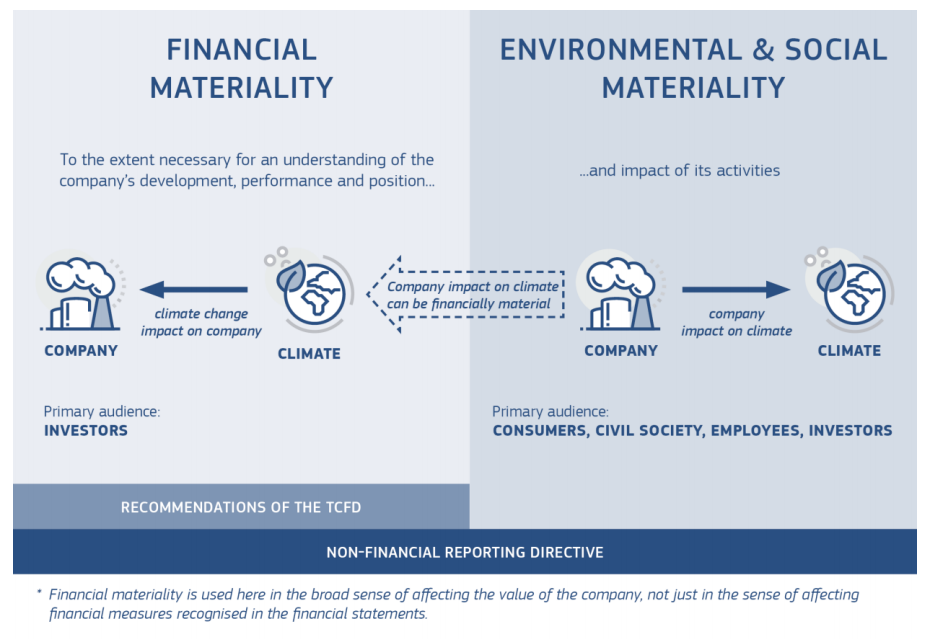 FINANCIAL
MATERIALITY
To the extent necessary for an understanding of the
company's development, performance and position...
climate change
impact on company
COMPANY
CLIMATE
Primary audience:
INVESTORS
RECOMMENDATIONS OF THE TCFD
Company impact on climate
can be financially material
ENVIRONMENTAL & SOCIAL
MATERIALITY
...and impact of its activities
company
impact on climate
COMPANY
CLIMATE
Primary audience:
CONSUMERS, CIVIL SOCIETY, EMPLOYEES, INVESTORS
NON-FINANCIAL REPORTING DIRECTIVE
* Financial materiality is used here in the broad sense of affecting the value of the company, not just in the sense of affecting
financial measures recognised in the financial statements.